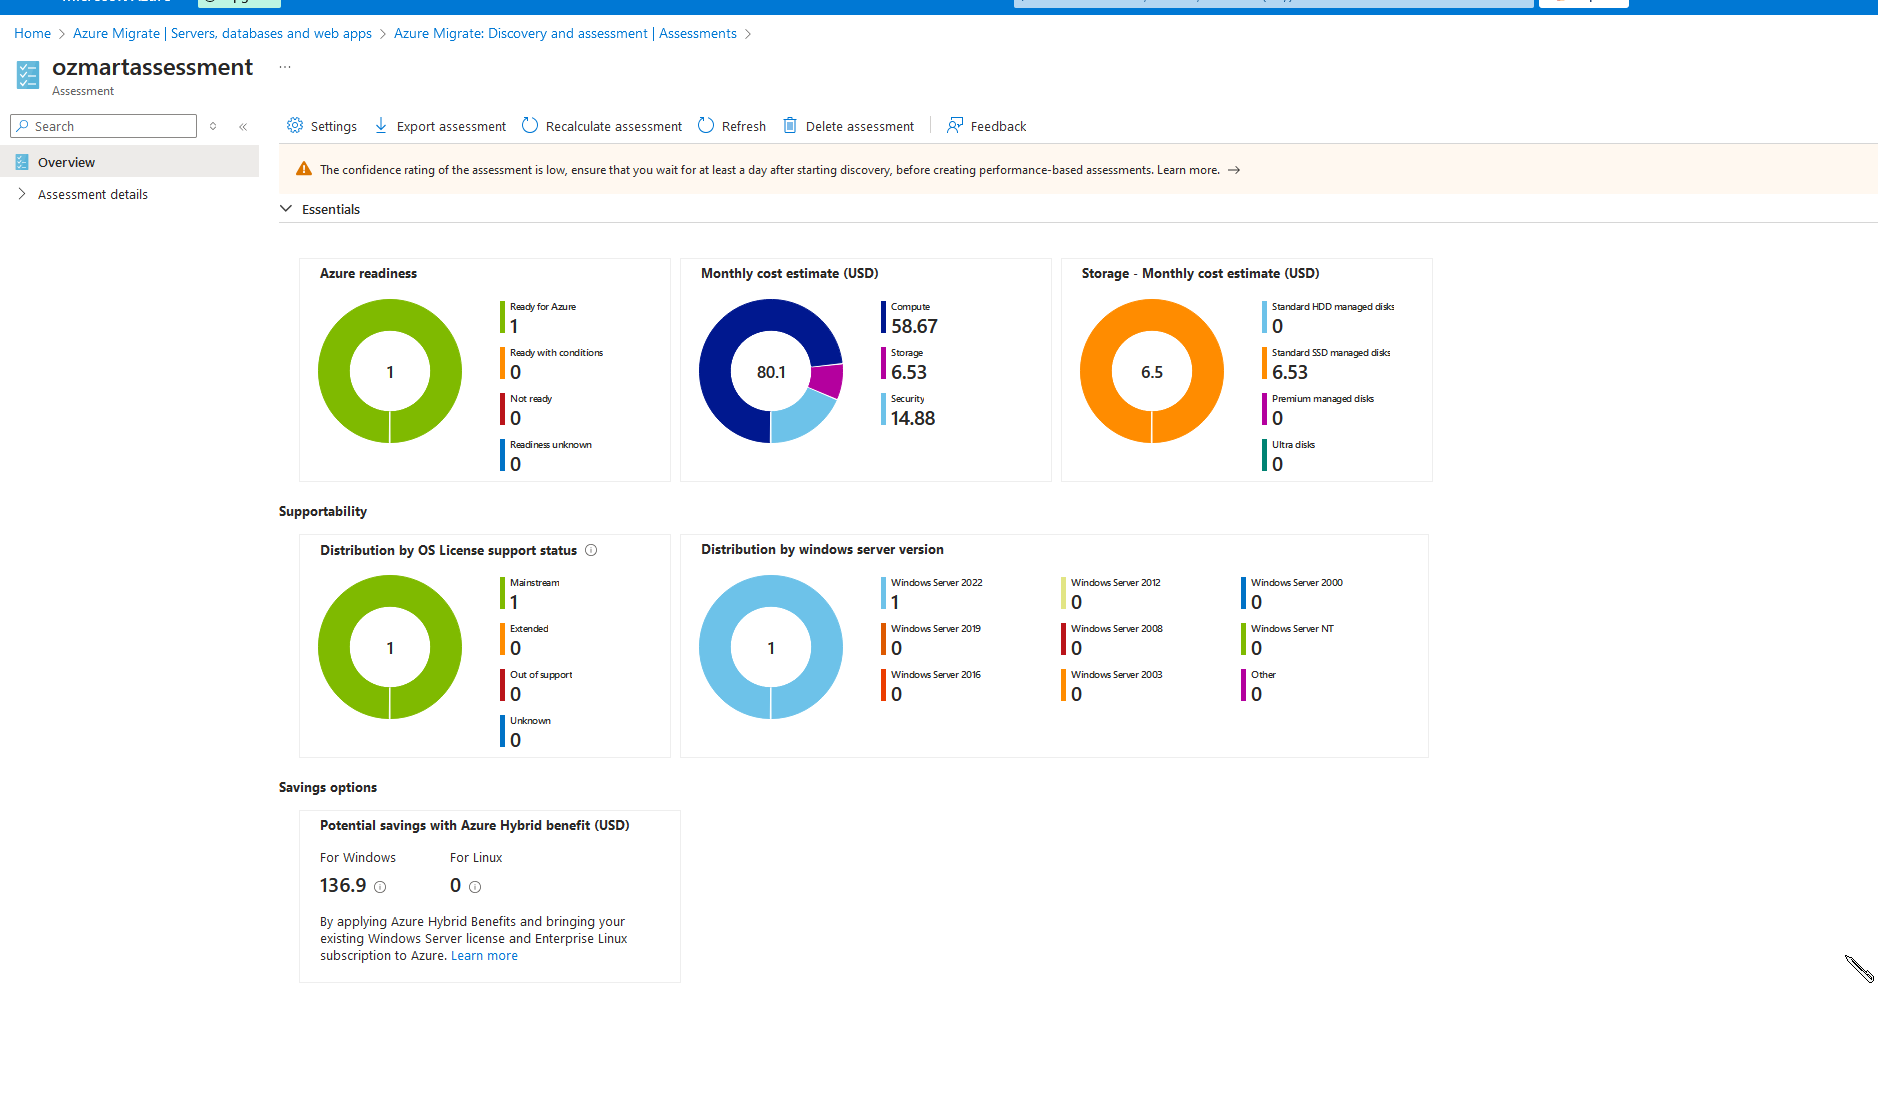 Home > Azure Migrate | Servers, databases and web apps > Azure Migrate: Discovery and assessment | Assessments >
ozmartassessment ...
Assessment
Search
Overview
Assessment details
Settings Export assessment Recalculate assessment Refresh Delete assessment Feedback
The confidence rating of the assessment is low, ensure that you wait for at least a day after starting discovery, before creating performance-based assessments. Learn more. →
Essentials
Azure readiness
1
Ready for Azure
1
Ready with conditions
0
Not ready
0
Readiness unknown
0
Monthly cost estimate (USD)
80.1
Compute
58.67
Storage
6.53
Security
14.88
Storage - Monthly cost estimate (USD)
6.5
Standard HDD managed disks
0
Standard SSD managed disks
6.53
Premium managed disks
0
Ultra disks
0
Supportability
Distribution by OS License support status
1
Mainstream
1
Extended
0
Out of support
0
Unknown
0
Distribution by windows server version
1
Windows Server 2022
1
Windows Server 2019
0
Windows Server 2016
0
Windows Server 2012
0
Windows Server 2008
0
Windows Server 2003
0
Windows Server 2000
0
Windows Server NT
0
Other
0
Savings options
Potential savings with Azure Hybrid benefit (USD)
For Windows
136.9
For Linux
0
By applying Azure Hybrid Benefits and bringing your
existing Windows Server license and Enterprise Linux
subscription to Azure. Learn more